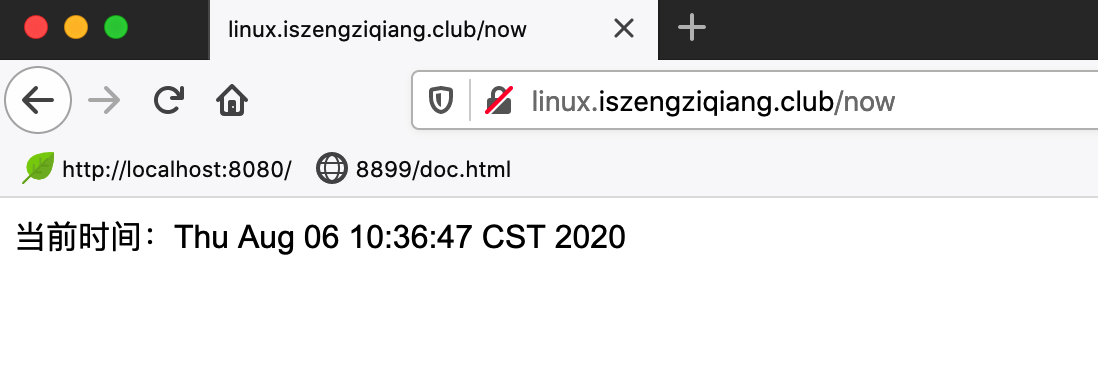 linux.iszengziqiang.club/now
linux.iszengziqiang.club/now
http://localhost:8080/ 8899/doc.html
当前时间：Thu Aug 06 10:36:47 CST 2020